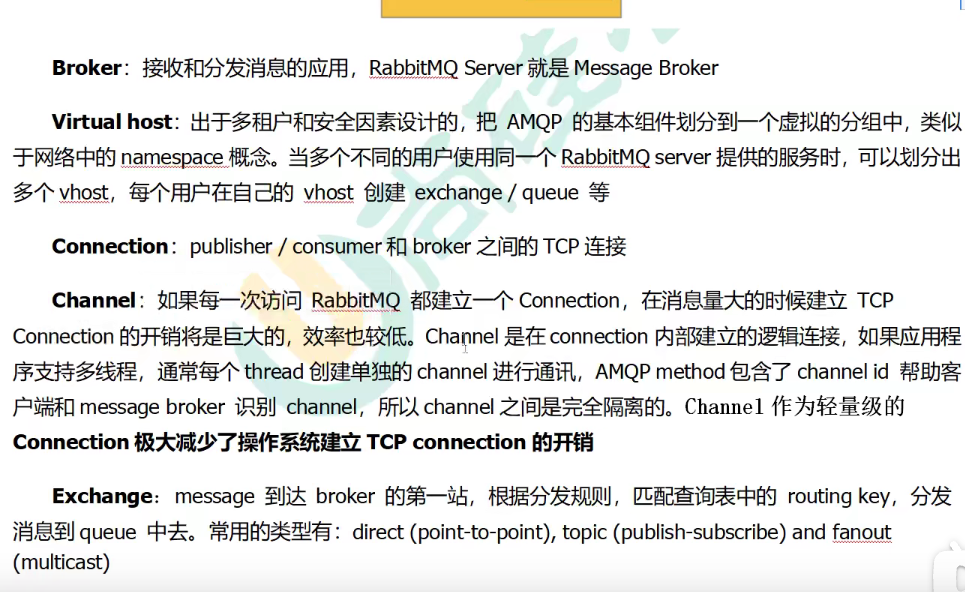 Broker：接收和分发消息的应用，RabbitMQ Server 就是 Message Broker
Virtual host：出于多租户和安全因素设计的，把 AMQP 的基本组件划分到一个虚拟的分组中，类似
于网络中的 namespace 概念。当多个不同的用户使用同一个 RabbitMQ server 提供的服务时，可以划分出
多个 vhost，每个用户在自己的 vhost 创建 exchange / queue 等
Connection：publisher / consumer 和 broker 之间的 TCP 连接
Channel：如果每一次访问 RabbitMQ 都建立一个 Connection，在消息量大的时候建立 TCP
Connection 的开销将是巨大的，效率也较低。Channel 是在 connection 内部建立的逻辑连接，如果应用程
序支持多线程，通常每个 thread 创建单独的 channel 进行通讯，AMQP method 包含了 channel id 帮助客
户端和 message broker 识别 channel，所以 channel 之间是完全隔离的。Channel 作为轻量级的
Connection 极大减少了操作系统建立 TCP connection 的开销
Exchange：message 到达 broker 的第一站，根据分发规则，匹配查询表中的 routing key，分发
消息到 queue 中去。常用的类型有：direct (point-to-point), topic (publish-subscribe) and fanout
(multicast)